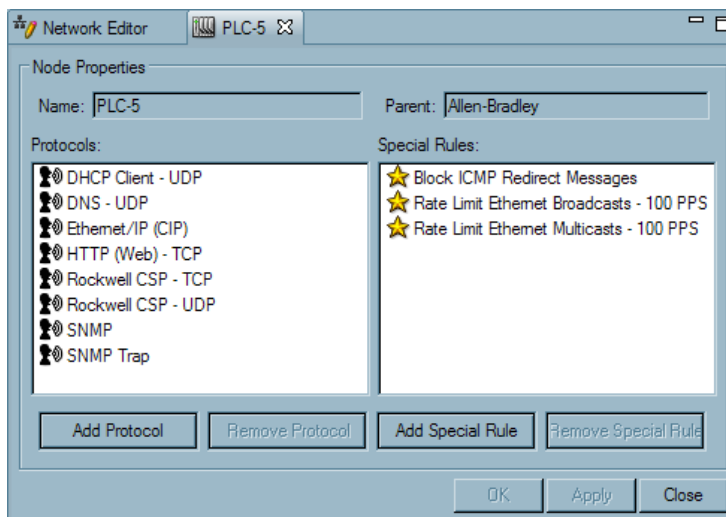 Network Editor PLC-5
Node Properties
Name: PLC-5 Parent: Allen-Bradley
Protocols: Special Rules:
DHCP Client - UDP
DNS - UDP
Ethernet/IP (CIP)
HTTP (Web) - TCP
Rockwell CSP - TCP
Rockwell CSP - UDP
SNMP
SNMP Trap
Block ICMP Redirect Messages
Rate Limit Ethernet Broadcasts - 100 PPS
Rate Limit Ethernet Multicasts - 100 PPS
Add Protocol Remove Protocol Add Special Rule Remove Special Rule
OK Apply Close